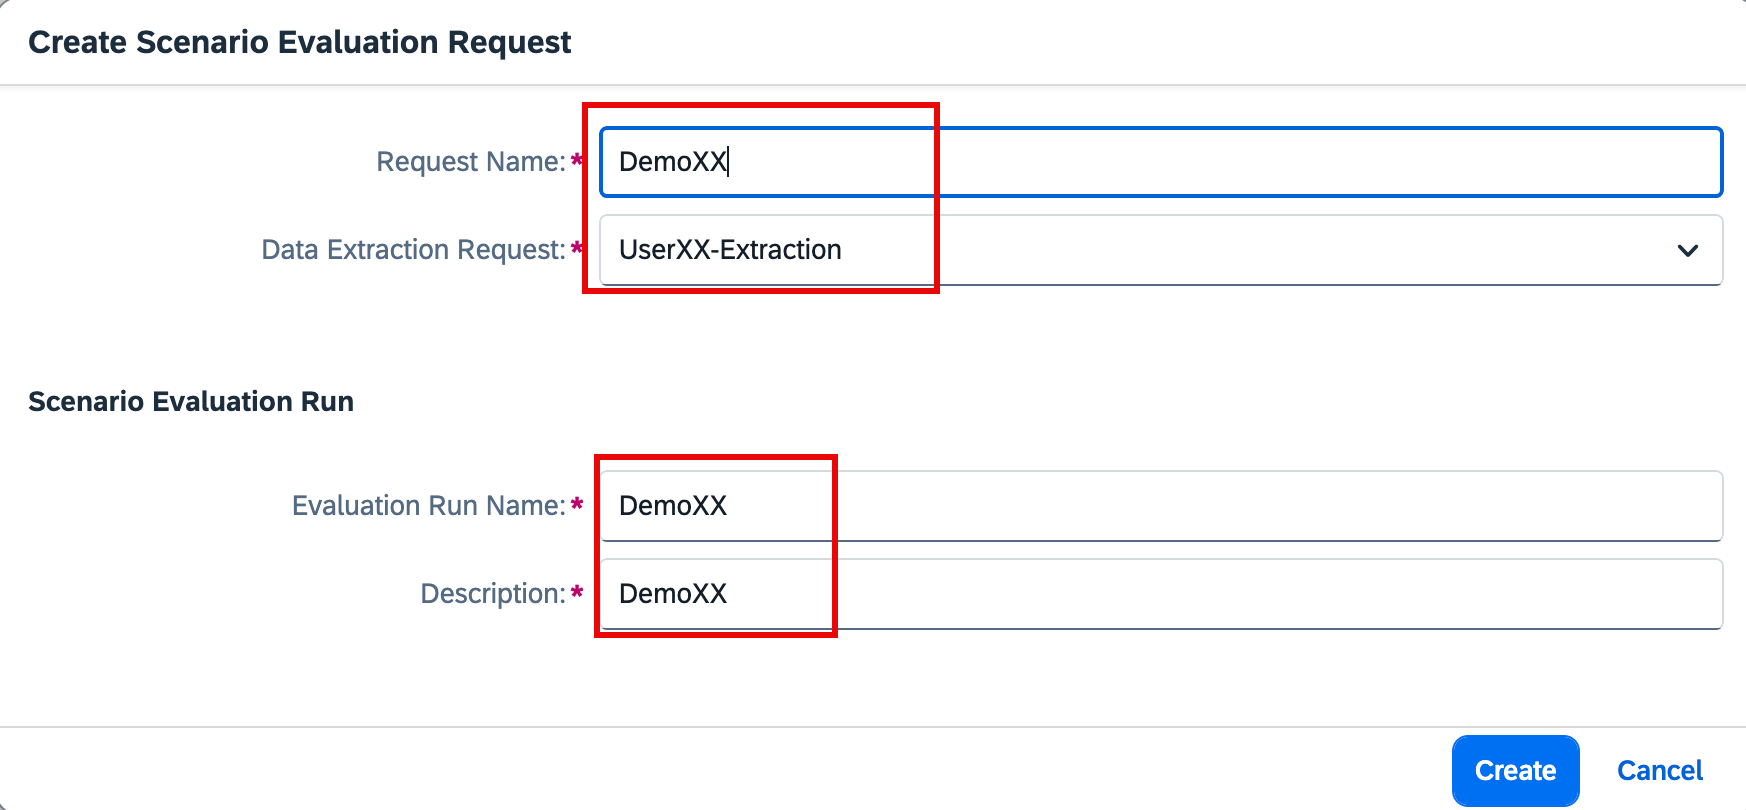 Create Scenario Evaluation Request
Request Name:* DemoXX
Data Extraction Request:* UserXX-Extraction
Scenario Evaluation Run
Evaluation Run Name:* DemoXX
Description:* DemoXX
Create Cancel